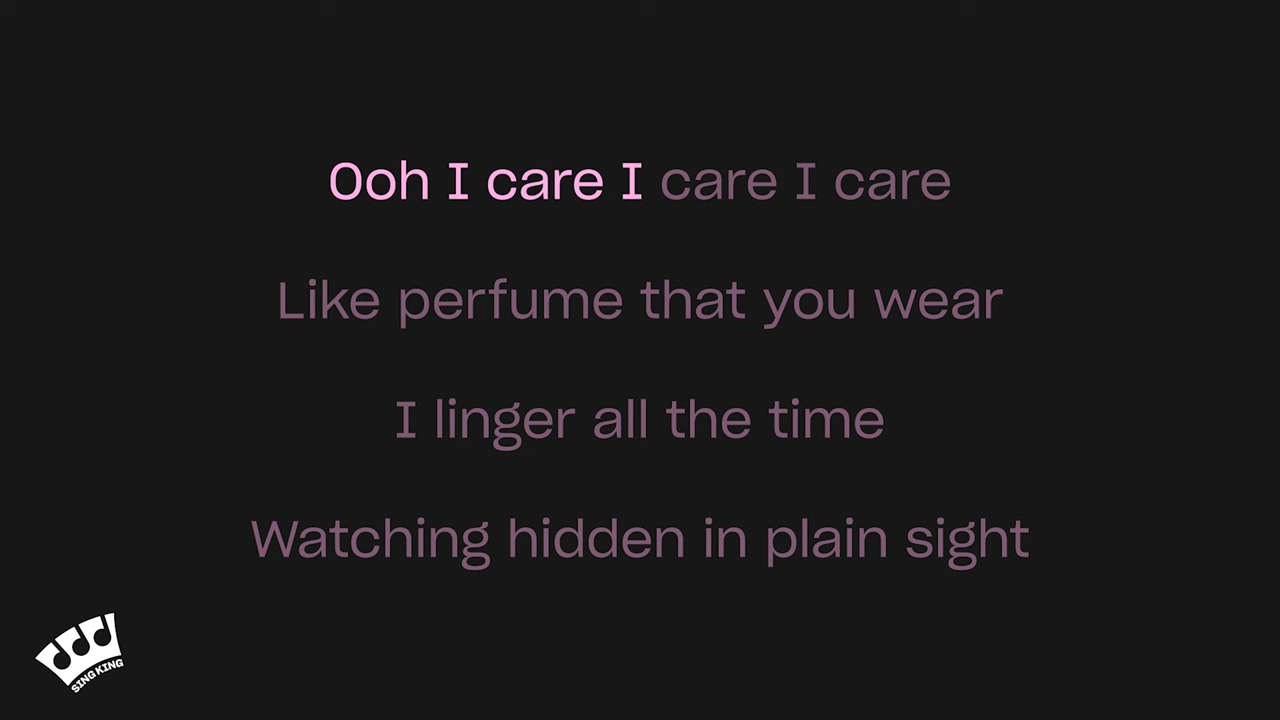 Ooh I care I care I care
Like perfume that you wear
I linger all the time
Watching hidden in plain sight
SING KING